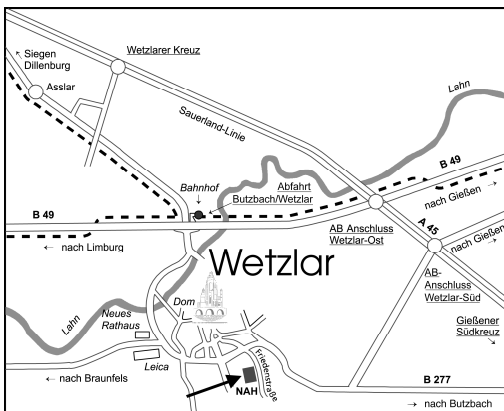 Siegen
Dillenburg
Wetzlarer Kreuz
Asslar
Sauerland-Linie
Lahn
B 49
Bahnhof
Abfahrt
Butzbach/Wetzlar
nach Gießen
B 49
AB Anschluss
Wetzlar-Ost
A 45
nach Gießen
nach Limburg
Wetzlar
AB-
Anschluss
Wetzlar-Süd
Dom
Neues
Rathaus
Lahn
Gießener
Südkreuz
Leica
Friedenstraße
NAH
B 277
nach Braunfels
nach Butzbach